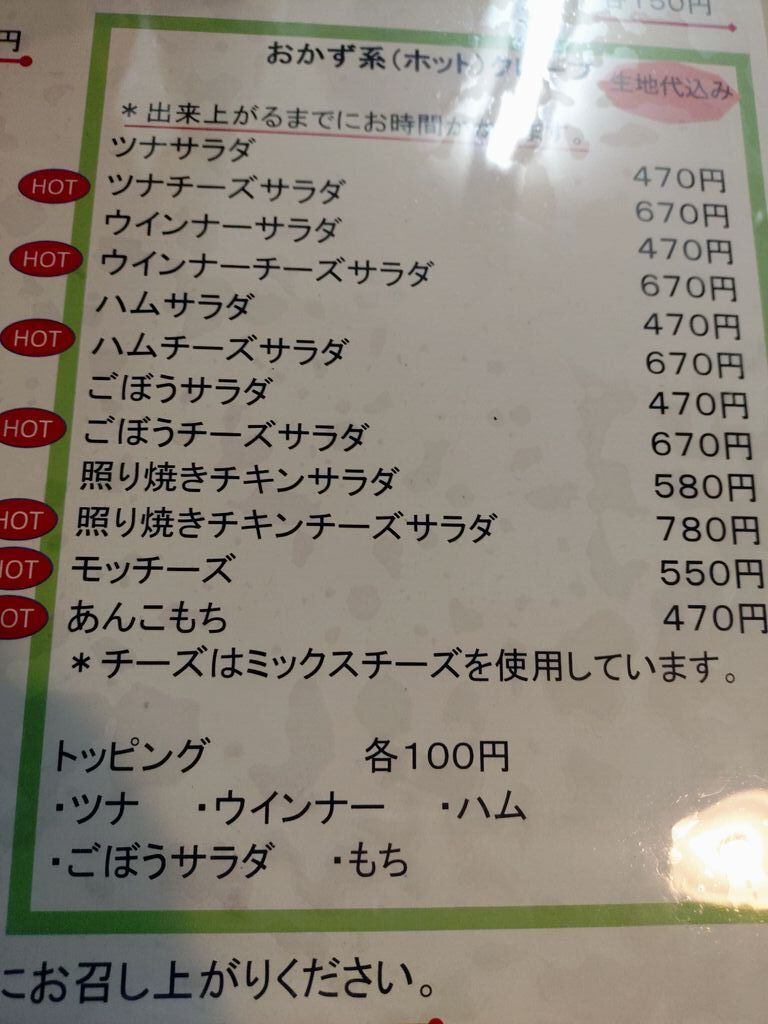 各150円
円
おかず系（ホット）
生地代込み
＊出来上がるまでにお時間が
ツナサラダ 470円
HOT ツナチーズサラダ 670円
ウインナーサラダ 470円
HOT ウインナーチーズサラダ 670円
ハムサラダ 470円
HOT ハムチーズサラダ 670円
ごぼうサラダ 470円
HOT ごぼうチーズサラダ 670円
照り焼きチキンサラダ 580円
HOT 照り焼きチキンチーズサラダ 780円
HOT モッチーズ 550円
HOT あんこもち 470円
＊チーズはミックスチーズを使用しています。
トッピング 各100円
・ツナ ・ウインナー ・ハム
・ごぼうサラダ ・もち
にお召し上がりください。